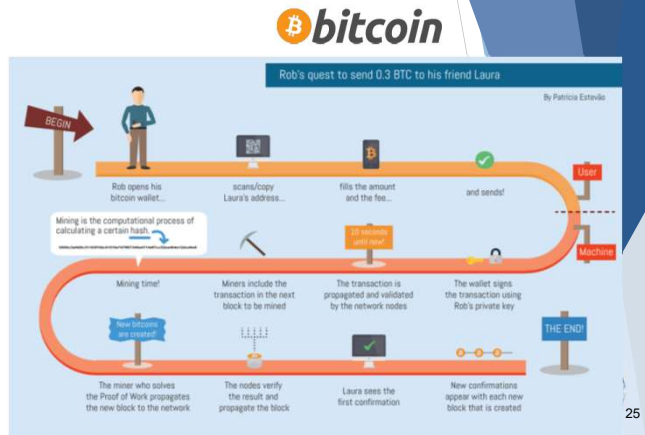 bitcoin
Rob's quest to send 0.3 BTC to his friend Laura
By Patrícia Estevão
BEGIN
Rob opens his
bitcoin wallet...
scans/copy
Laura's address...
fills the amount
and the fee...
and sends!
User
Machine
Mining is the computational process of
calculating a certain hash.
Mining time!
Miners include the
transaction in the next
block to be mined
10 seconds
until now!
The transaction is
propagated and validated
by the network nodes
The wallet signs
the transaction using
Rob's private key
New bitcoins
are created!
The miner who solves
the Proof of Work propagates
the new block to the network
The nodes verify
the result and
propagate the block
Laura sees the
first confirmation
New confirmations
appear with each new
block that is created
THE END!
25